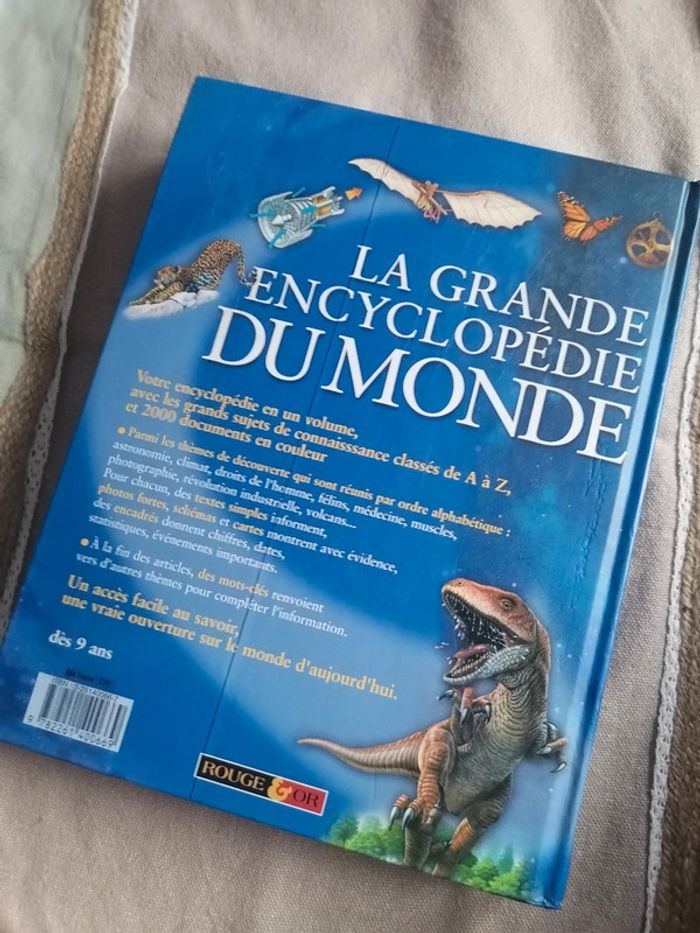 LA GRANDE
ENCYCLOPÉDIE
DU MONDE
Votre encyclopédie en un volume,
avec les grands sujets de connaisssance classés de A à Z,
et 2000 documents en couleur
• Parmi les thèmes de découverte qui sont réunis par ordre alphabétique :
astronomie, climat, droits de l'homme, félins, médecine, muscles,
photographie, révolution industrielle, volcans...
Pour chacun, des textes simples informent,
photos fortes, schémas et cartes montrent avec évidence,
des encadrés donnent chiffres, dates,
statistiques, événements importants.
• À la fin des articles, des mots-clés renvoient
vers d'autres thèmes pour compléter l'information.
Un accès facile au savoir,
une vraie ouverture sur le monde d'aujourd'hui.
dès 9 ans
9 782261 400669
ROUGE & OR